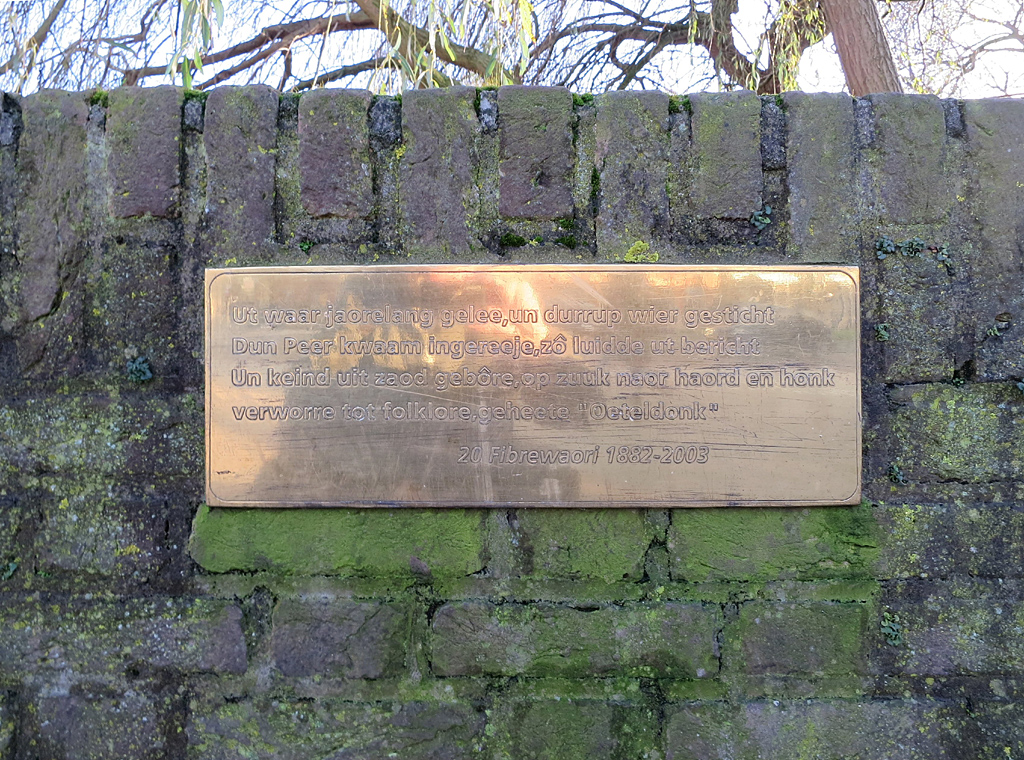 Ut waar jaorelang gelee,un durrup wier gesticht
Dun Peer kwaam ingereeje,zô luidde ut bericht
Un keind uit zaod gebôre,op zuuk naor haord en honk
verworre tot folklore,geheete "Oeteldonk"
20 Fibrewaori 1882-2003